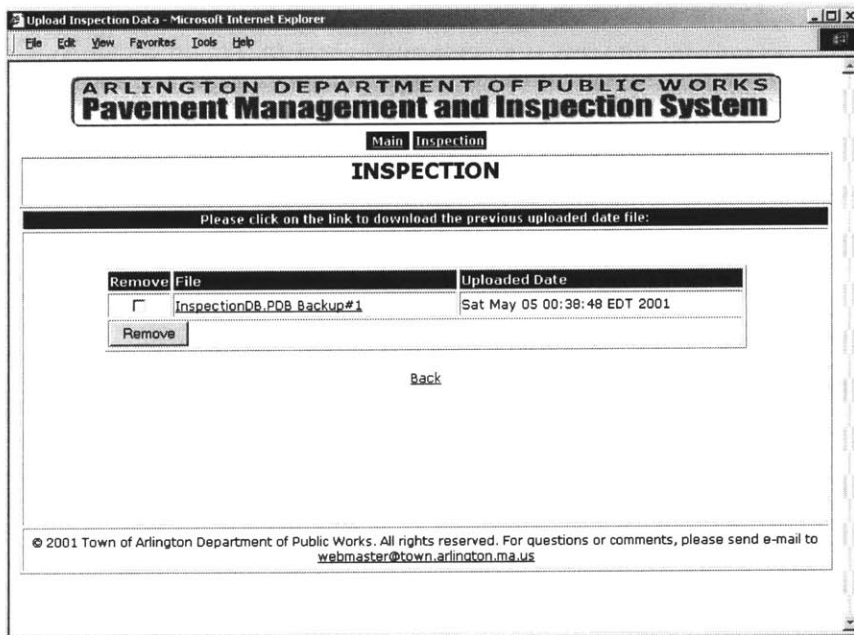 Upload Inspection Data - Microsoft Internet Explorer
File Edit View Favorites Tools Help
ARLINGTON DEPARTMENT OF PUBLIC WORKS
Pavement Management and Inspection System
Main Inspection
INSPECTION
Please click on the link to download the previous uploaded date file:
Remove File Uploaded Date
InspectionDB.PDB Backup#1 Sat May 05 00:38:48 EDT 2001
Remove
Back
© 2001 Town of Arlington Department of Public Works. All rights reserved. For questions or comments, please send e-mail to
webmaster@town.arlington.ma.us